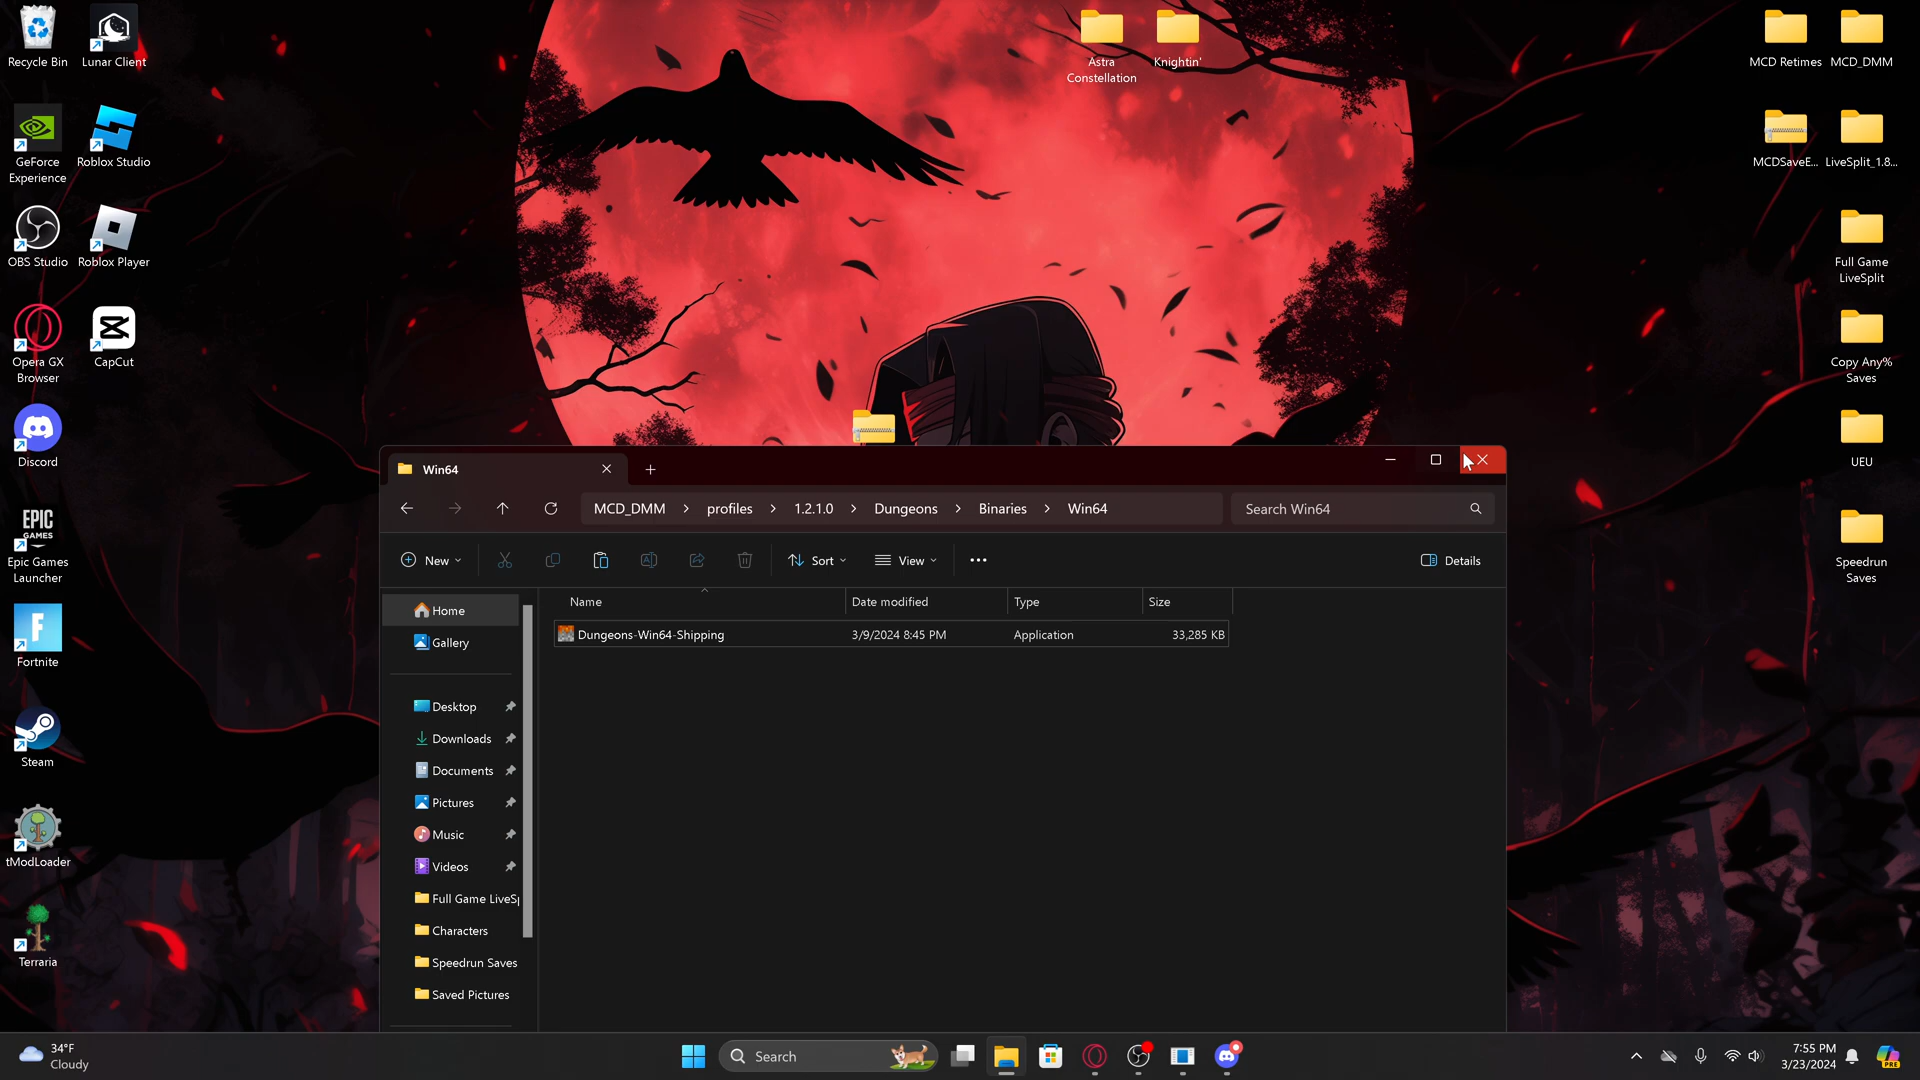 Recycle Bin
Lunar Client
GeForce
Experience
Roblox Studio
OBS Studio
Roblox Player
Opera GX
Browser
CapCut
Discord
EPIC
GAMES
Epic Games
Launcher
Fortnite
Steam
tModLoader
Terraria
Astra
Constellation
Knightin'
MCD Retimes
MCD_DMM
MCDSaveE...
LiveSplit_1.8...
Full Game
LiveSplit
Copy Any%
Saves
UEU
Speedrun
Saves
Win64
MCD_DMM > profiles > 1.2.1.0 > Dungeons > Binaries > Win64
Search Win64
New
Sort
View
Details
Name
Date modified
Type
Size
Dungeons-Win64-Shipping
3/9/2024 8:45 PM
Application
33,285 KB
Home
Gallery
Desktop
Downloads
Documents
Pictures
Music
Videos
Full Game LiveSp
Characters
Speedrun Saves
Saved Pictures
34°F
Cloudy
Search
7:55 PM
3/23/2024
PRE